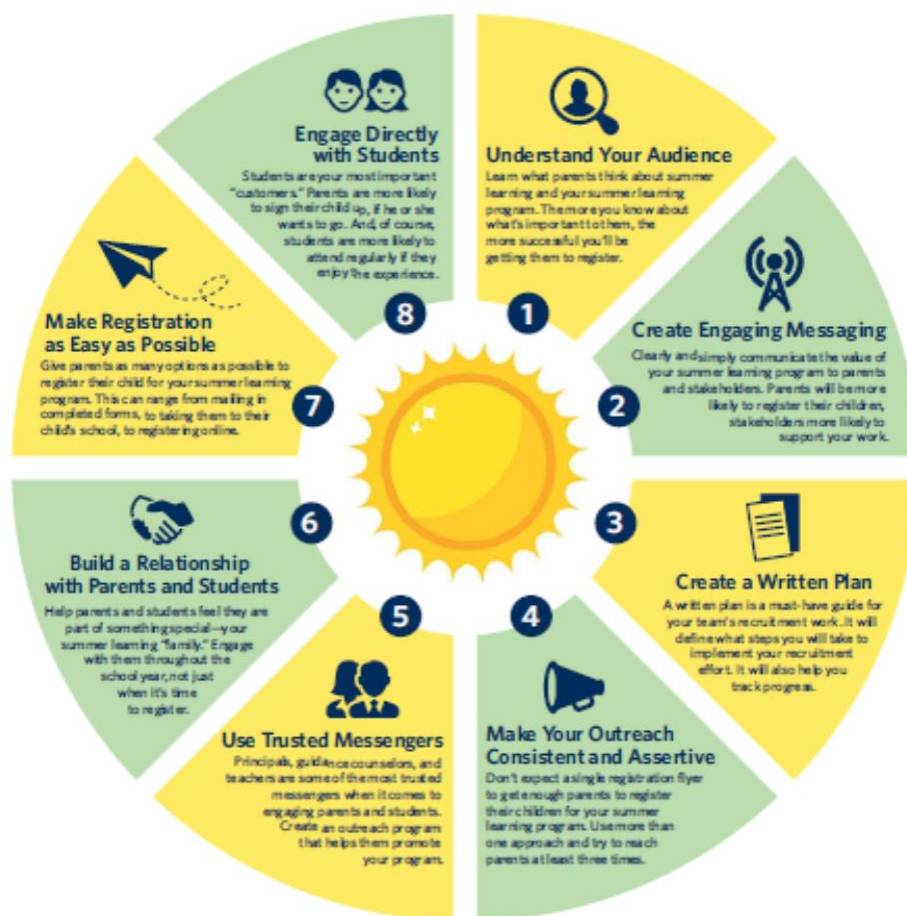 1
Understand Your Audience
Learn what parents think about summer
learning and your summer learning
program. The more you know about
what's important to them, the
more successful you'll be
getting them to register.
2
Create Engaging Messaging
Clearly and simply communicate the value of
your summer learning program to parents
and stakeholders. Parents will be more
likely to register their children,
stakeholders more likely to
support your work.
3
Create a Written Plan
A written plan is a must-have guide for
your team's recruitment work. It will
define what steps you will take to
implement your recruitment
effort. It will also help you
track progress.
4
Make Your Outreach
Consistent and Assertive
Don't expect a single registration flyer
to get enough parents to register
their children for your summer
learning program. Use more than
one approach and try to reach
parents at least three times.
5
Use Trusted Messengers
Principals, guidance counselors, and
teachers are some of the most trusted
messengers when it comes to
engaging parents and students.
Create an outreach program
that helps them promote
your program.
6
Build a Relationship
with Parents and Students
Help parents and students feel they are
part of something special—your
summer learning "family." Engage
with them throughout the
school year, not just
when it's time
to register.
7
Make Registration
as Easy as Possible
Give parents as many options as possible to
register their child for your summer learning
program. This can range from mailing in
completed forms, to taking them to their
child's school, to registering online.
8
Engage Directly
with Students
Students are your most important
"customers." Parents are more likely
to sign their child up, if he or she
wants to go. And, of course,
students are more likely to
attend regularly if they
enjoy the experience.